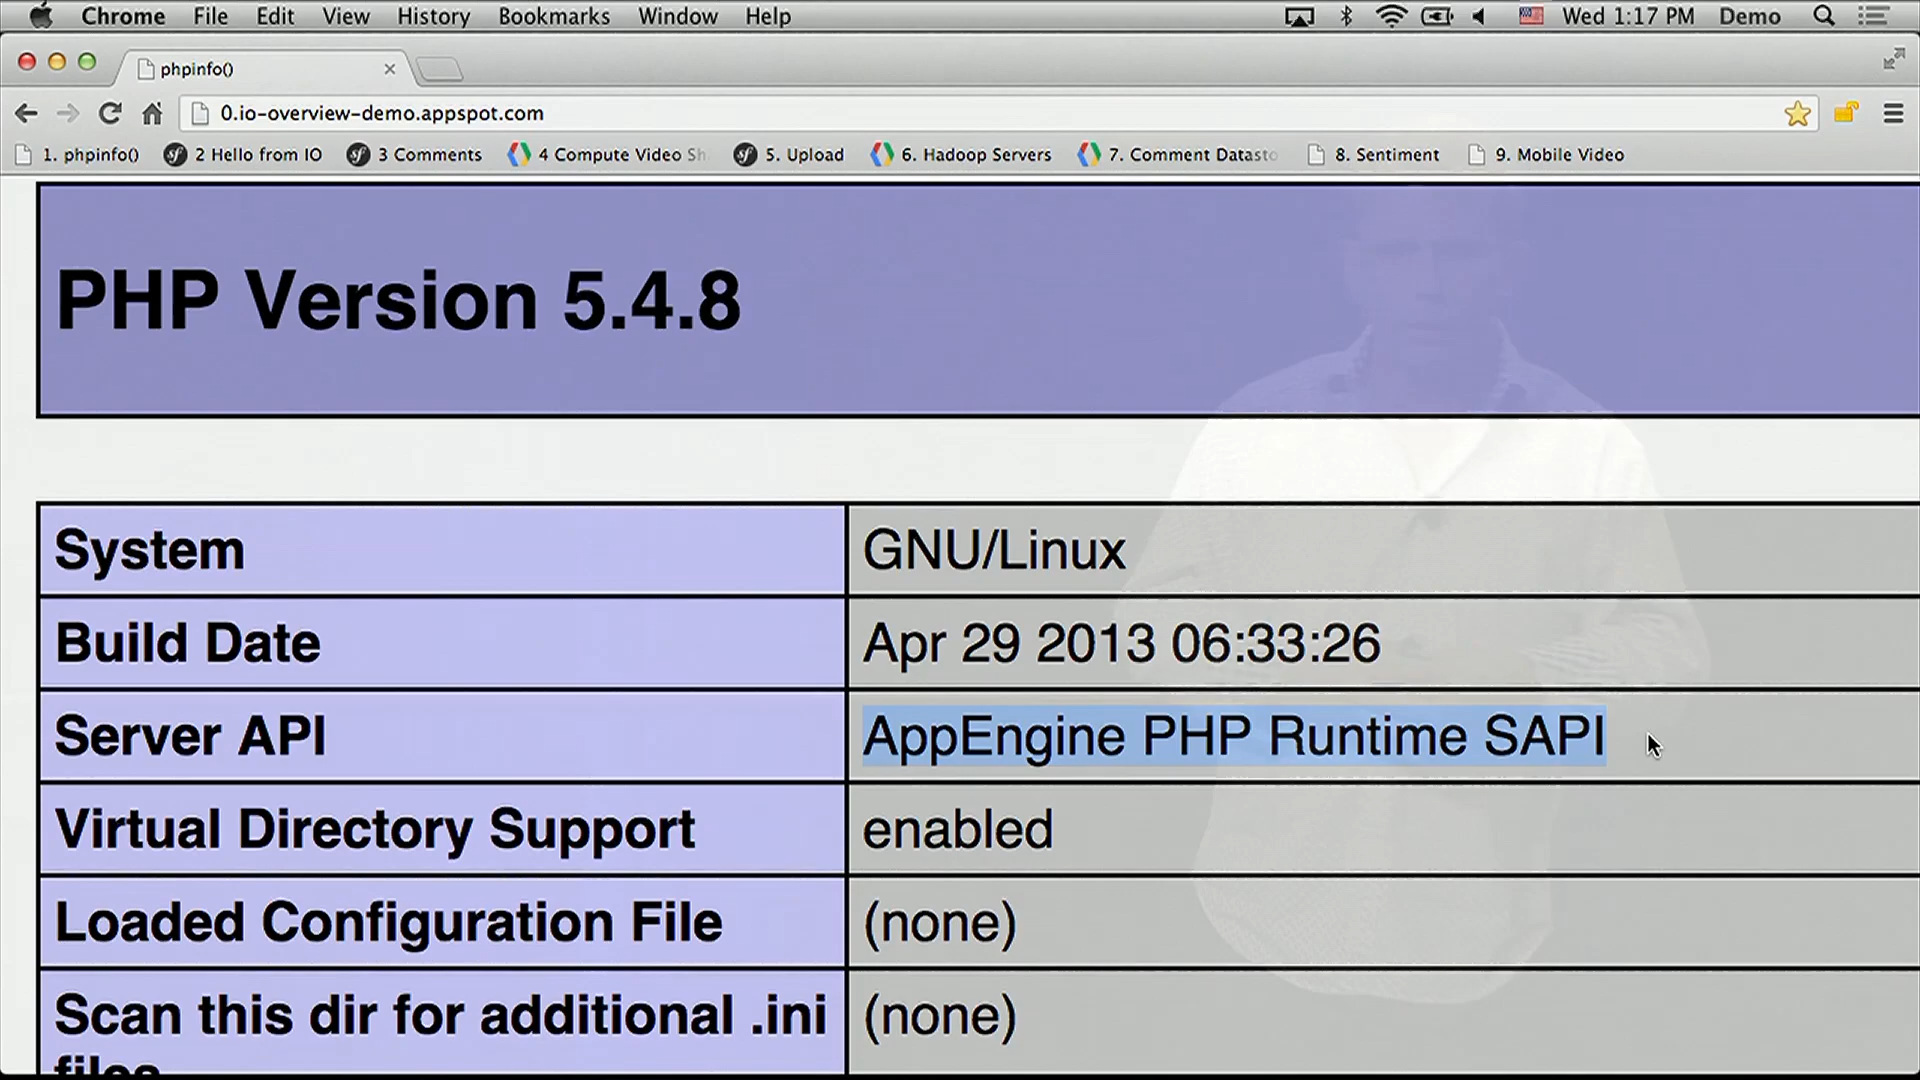 Chrome File Edit View History Bookmarks Window Help Wed 1:17 PM Demo
phpinfo()
0.io-overview-demo.appspot.com
1. phpinfo() 2 Hello from IO 3 Comments 4 Compute Video Sh 5. Upload 6. Hadoop Servers 7. Comment Datasto 8. Sentiment 9. Mobile Video
PHP Version 5.4.8
System GNU/Linux
Build Date Apr 29 2013 06:33:26
Server API AppEngine PHP Runtime SAPI
Virtual Directory Support enabled
Loaded Configuration File (none)
Scan this dir for additional .ini (none)
files